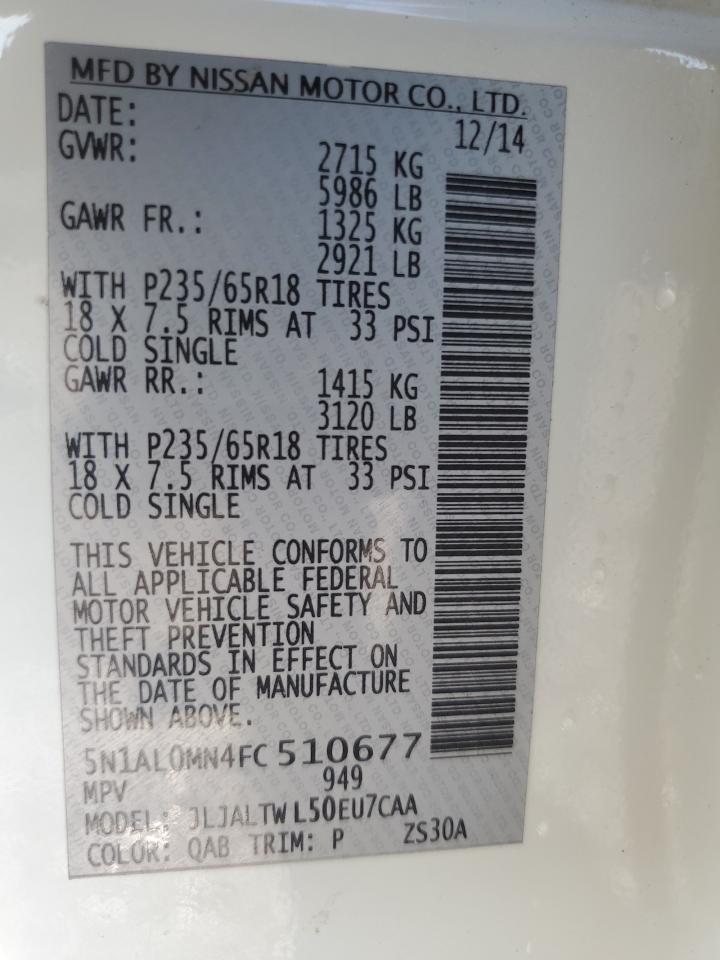 MFD BY NISSAN MOTOR CO., LTD.
DATE: 12/14
GVWR: 2715 KG
5986 LB
GAWR FR.: 1325 KG
2921 LB
WITH P235/65R18 TIRES
18 X 7.5 RIMS AT 33 PSI
COLD SINGLE
GAWR RR.: 1415 KG
3120 LB
WITH P235/65R18 TIRES
18 X 7.5 RIMS AT 33 PSI
COLD SINGLE
THIS VEHICLE CONFORMS TO
ALL APPLICABLE FEDERAL
MOTOR VEHICLE SAFETY AND
THEFT PREVENTION
STANDARDS IN EFFECT ON
THE DATE OF MANUFACTURE
SHOWN ABOVE.
5N1AL0MN4FC 510677
MPV 949
MODEL: JLJALTW L50EU7CAA
COLOR: QAB TRIM: P ZS30A